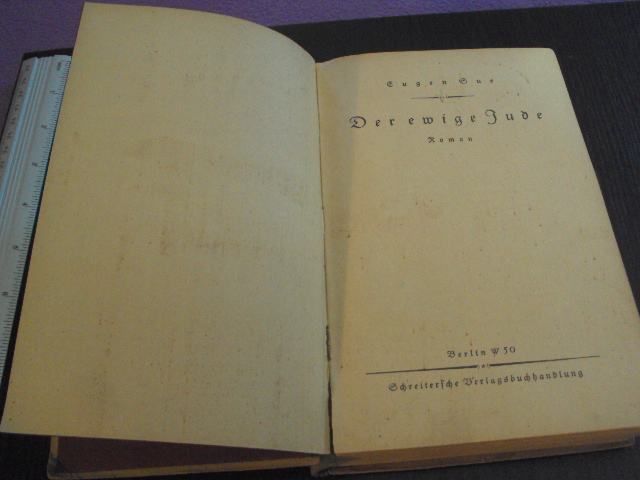 Eugen Sue
Der ewige Jude
Roman
Berlin W 50
Schreitersche Verlagsbuchhandlung